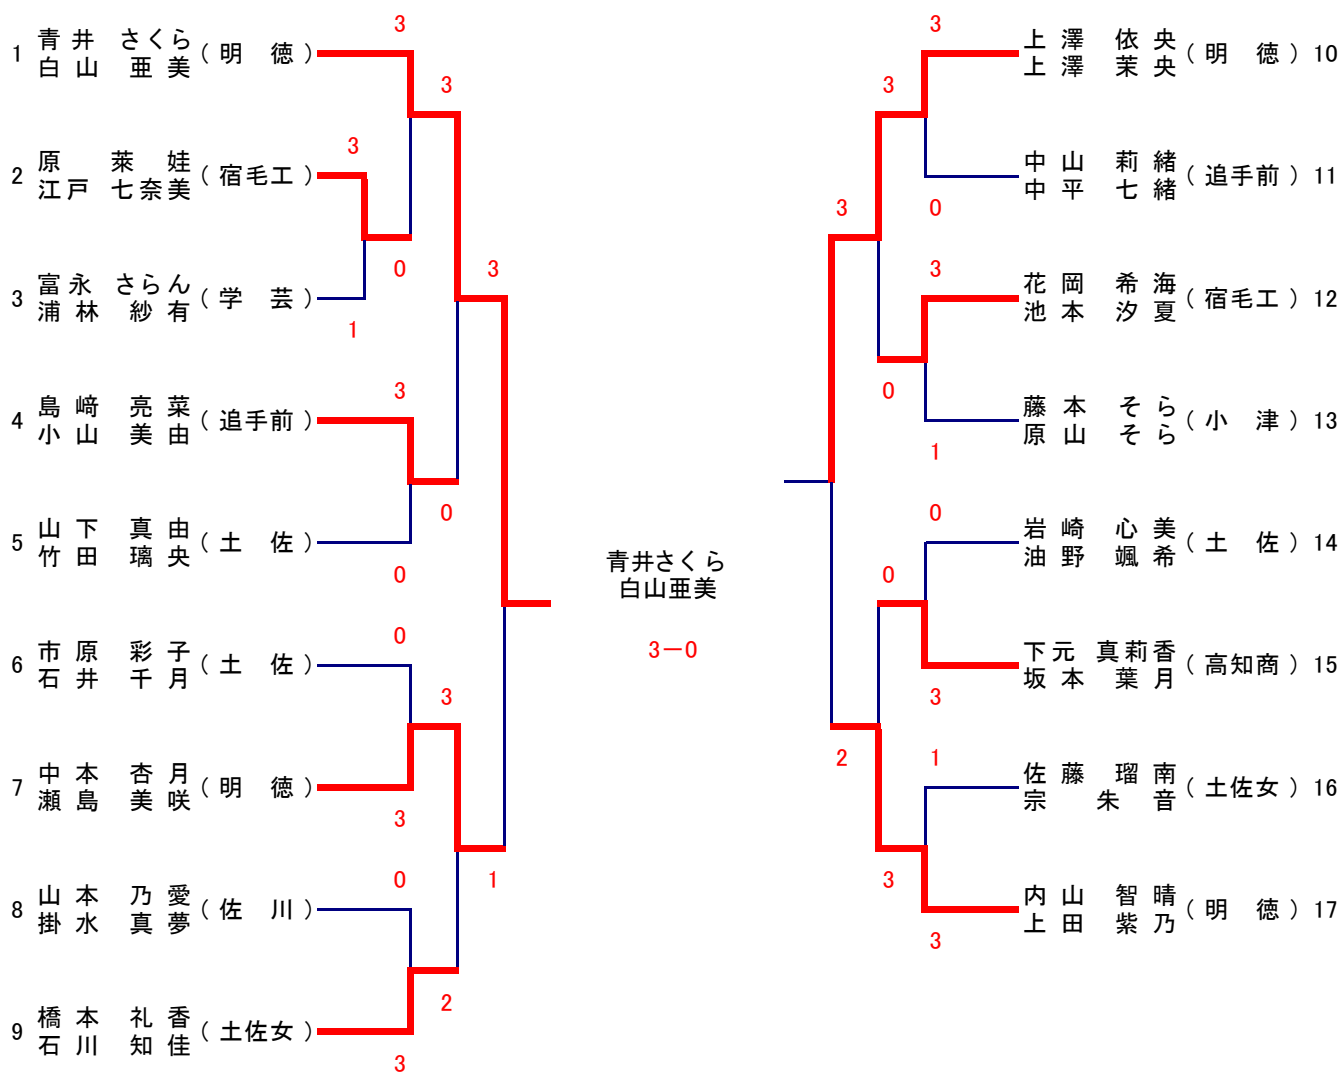 1 青井 さくら (明 徳)
白山 亜美
3
3
2 原 萊娃 (宿毛工)
江戸 七奈美
3
0
3
3 富永 さらん (学芸)
浦林 紗有
1
3
4 島﨑 亮菜 (追手前)
小山 美由
0
5 山下 真由 (土 佐)
竹田 璃央
0
0
6 市原 彩子 (土 佐)
石井 千月
3
7 中本 杏月 (明 徳)
瀬島 美咲
3
0
1
8 山本 乃愛 (佐 川)
掛水 真夢
2
9 橋本 礼香 (土佐女)
石川 知佳
3
青井さくら
白山亜美
3－0
3
上澤 依央 (明 徳) 10
上澤 茉央
3
中山 莉緒 (追手前) 11
中平 七緒
3
0
3
花岡 希海 (宿毛工) 12
池本 汐夏
0
藤本 そら (小 津) 13
原山 そら
1
0
岩崎 心美 (土 佐) 14
油野 颯希
0
下元 真莉香 (高知商) 15
坂本 葉月
3
2
1
佐藤 瑠南 (土佐女) 16
宗 朱音
3
内山 智晴 (明 徳) 17
上田 紫乃
3